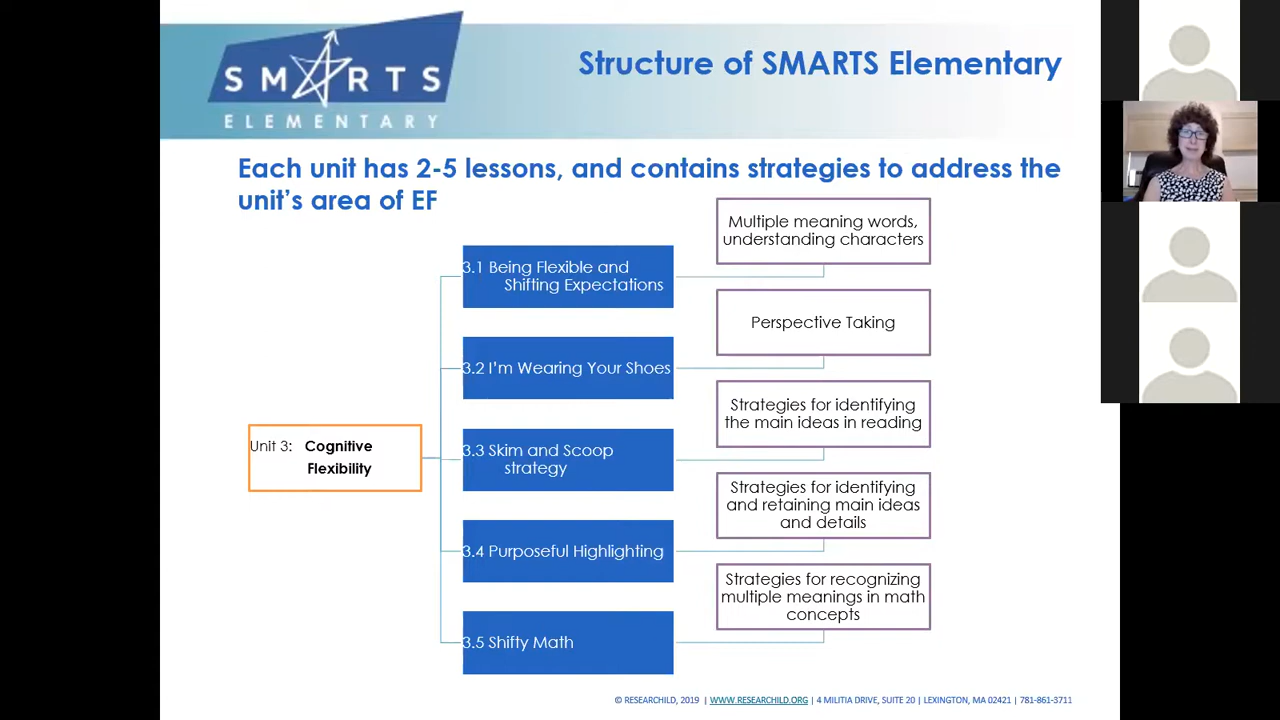 SMARTS
ELEMENTARY
Structure of SMARTS Elementary
Each unit has 2-5 lessons, and contains strategies to address the
unit's area of EF
Unit 3: Cognitive
Flexibility
3.1 Being Flexible and
Shifting Expectations
Multiple meaning words,
understanding characters
3.2 I'm Wearing Your Shoes
Perspective Taking
3.3 Skim and Scoop
strategy
Strategies for identifying
the main ideas in reading
3.4 Purposeful Highlighting
Strategies for identifying
and retaining main ideas
and details
3.5 Shifty Math
Strategies for recognizing
multiple meanings in math
concepts
© RESEARCHILD, 2019 | WWW.RESEARCHILD.ORG | 4 MILITIA DRIVE, SUITE 20 | LEXINGTON, MA 02421 | 781-861-3711